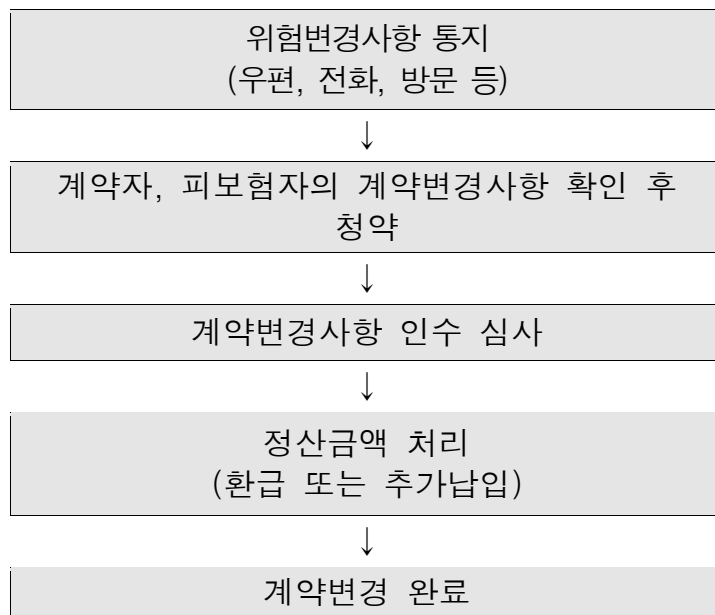 위험변경사항 통지
(우편, 전화, 방문 등)
↓
계약자, 피보험자의 계약변경사항 확인 후
청약
↓
계약변경사항 인수 심사
↓
정산금액 처리
(환급 또는 추가납입)
↓
계약변경 완료